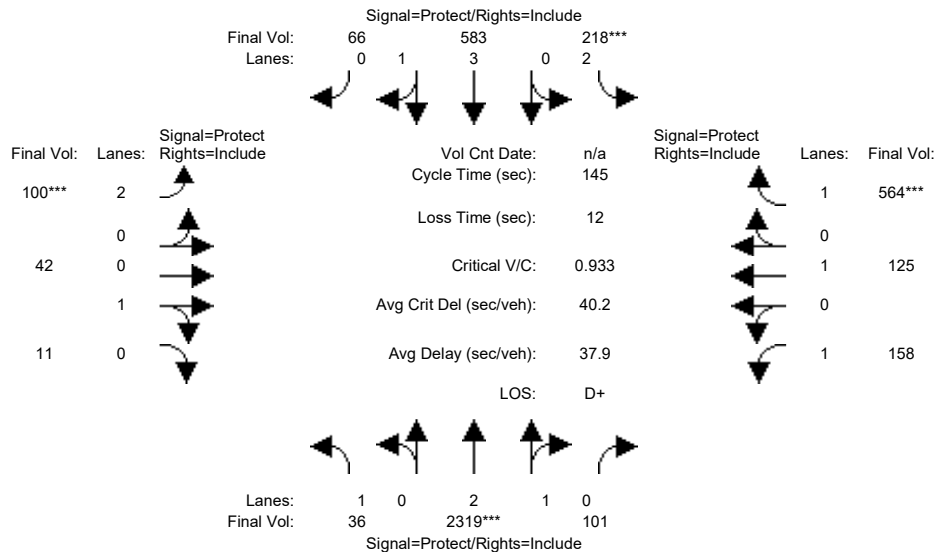 Signal=Protect/Rights=Include
Final Vol: 66 583 218***
Lanes: 0 1 3 0 2
Signal=Protect Signal=Protect
Final Vol: Lanes: Rights=Include Vol Cnt Date: n/a Rights=Include Lanes: Final Vol:
Cycle Time (sec): 145
100*** 2 1 564***
Loss Time (sec): 12
0 0
42 0 Critical V/C: 0.933 1 125
1 Avg Crit Del (sec/veh): 40.2 0
11 0 Avg Delay (sec/veh): 37.9 1 158
LOS: D+
Lanes: 1 0 2 1 0
Final Vol: 36 2319*** 101
Signal=Protect/Rights=Include